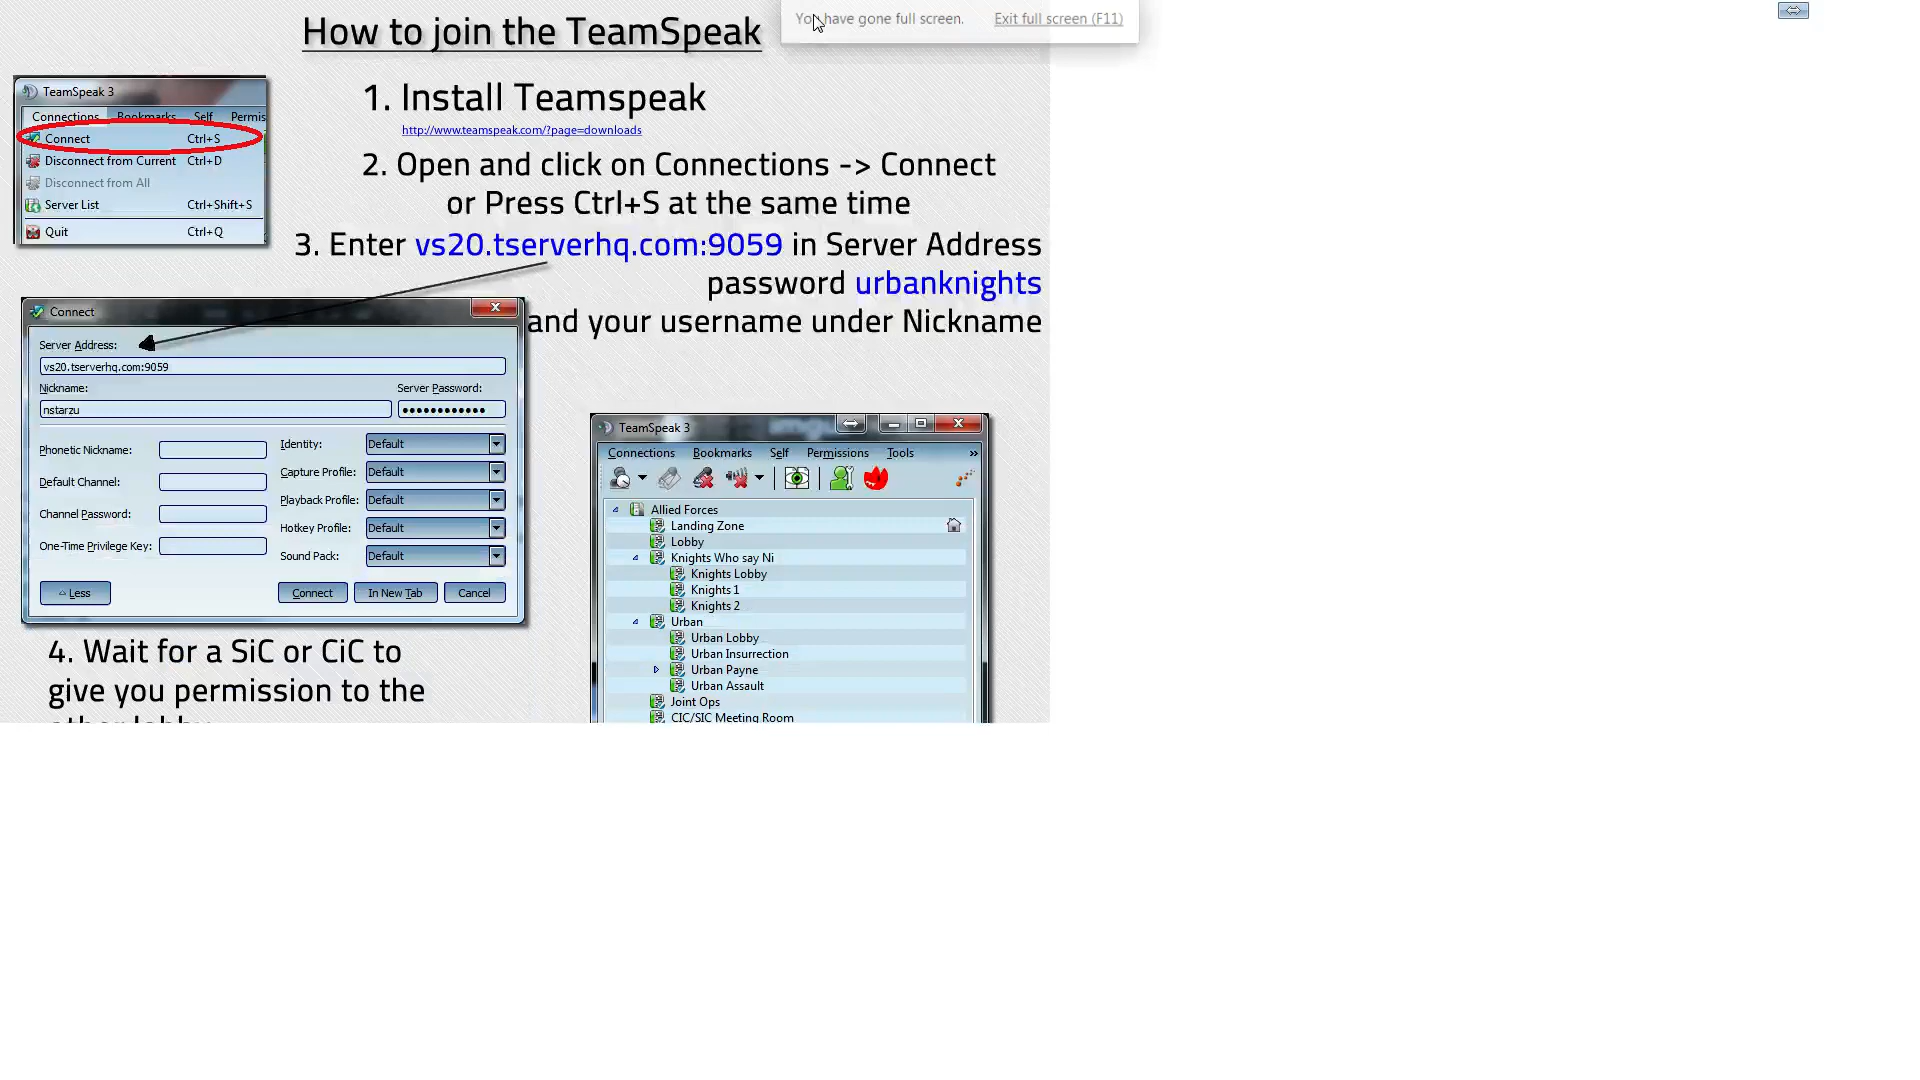 How to join the TeamSpeak
You have gone full screen. Exit full screen (F11)
TeamSpeak 3
Connections Bookmarks Self Permis
Connect Ctrl+S
Disconnect from Current Ctrl+D
Disconnect from All
Server List Ctrl+Shift+S
Quit Ctrl+Q
1. Install Teamspeak
http://www.teamspeak.com/?page=downloads
2. Open and click on Connections -> Connect
or Press Ctrl+S at the same time
3. Enter vs20.tserverhq.com:9059 in Server Address
password urbanknights
and your username under Nickname
Connect
Server Address:
vs20.tserverhq.com:9059
Nickname: Server Password:
nstarzu ●●●●●●●●●●●●
Phonetic Nickname:
Default Channel:
Channel Password:
One-Time Privilege Key:
Identity: Default
Capture Profile: Default
Playback Profile: Default
Hotkey Profile: Default
Sound Pack: Default
Less Connect In New Tab Cancel
4. Wait for a SiC or CiC to
give you permission to the
other lobby
TeamSpeak 3
Connections Bookmarks Self Permissions Tools »
Allied Forces
Landing Zone
Lobby
Knights Who say Ni
Knights Lobby
Knights 1
Knights 2
Urban
Urban Lobby
Urban Insurrection
Urban Payne
Urban Assault
Joint Ops
CIC/SIC Meeting Room